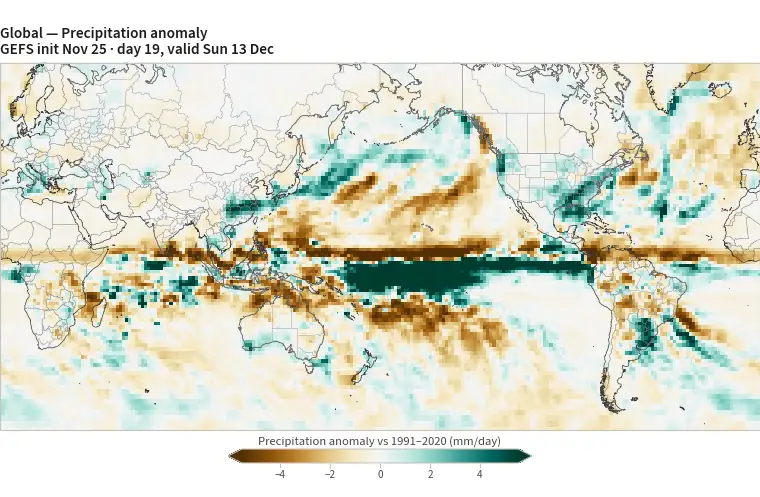 Global — Precipitation anomaly
GEFS init Nov 25 · day 19, valid Sun 13 Dec
Precipitation anomaly vs 1991–2020 (mm/day)
−4 −2 0 2 4